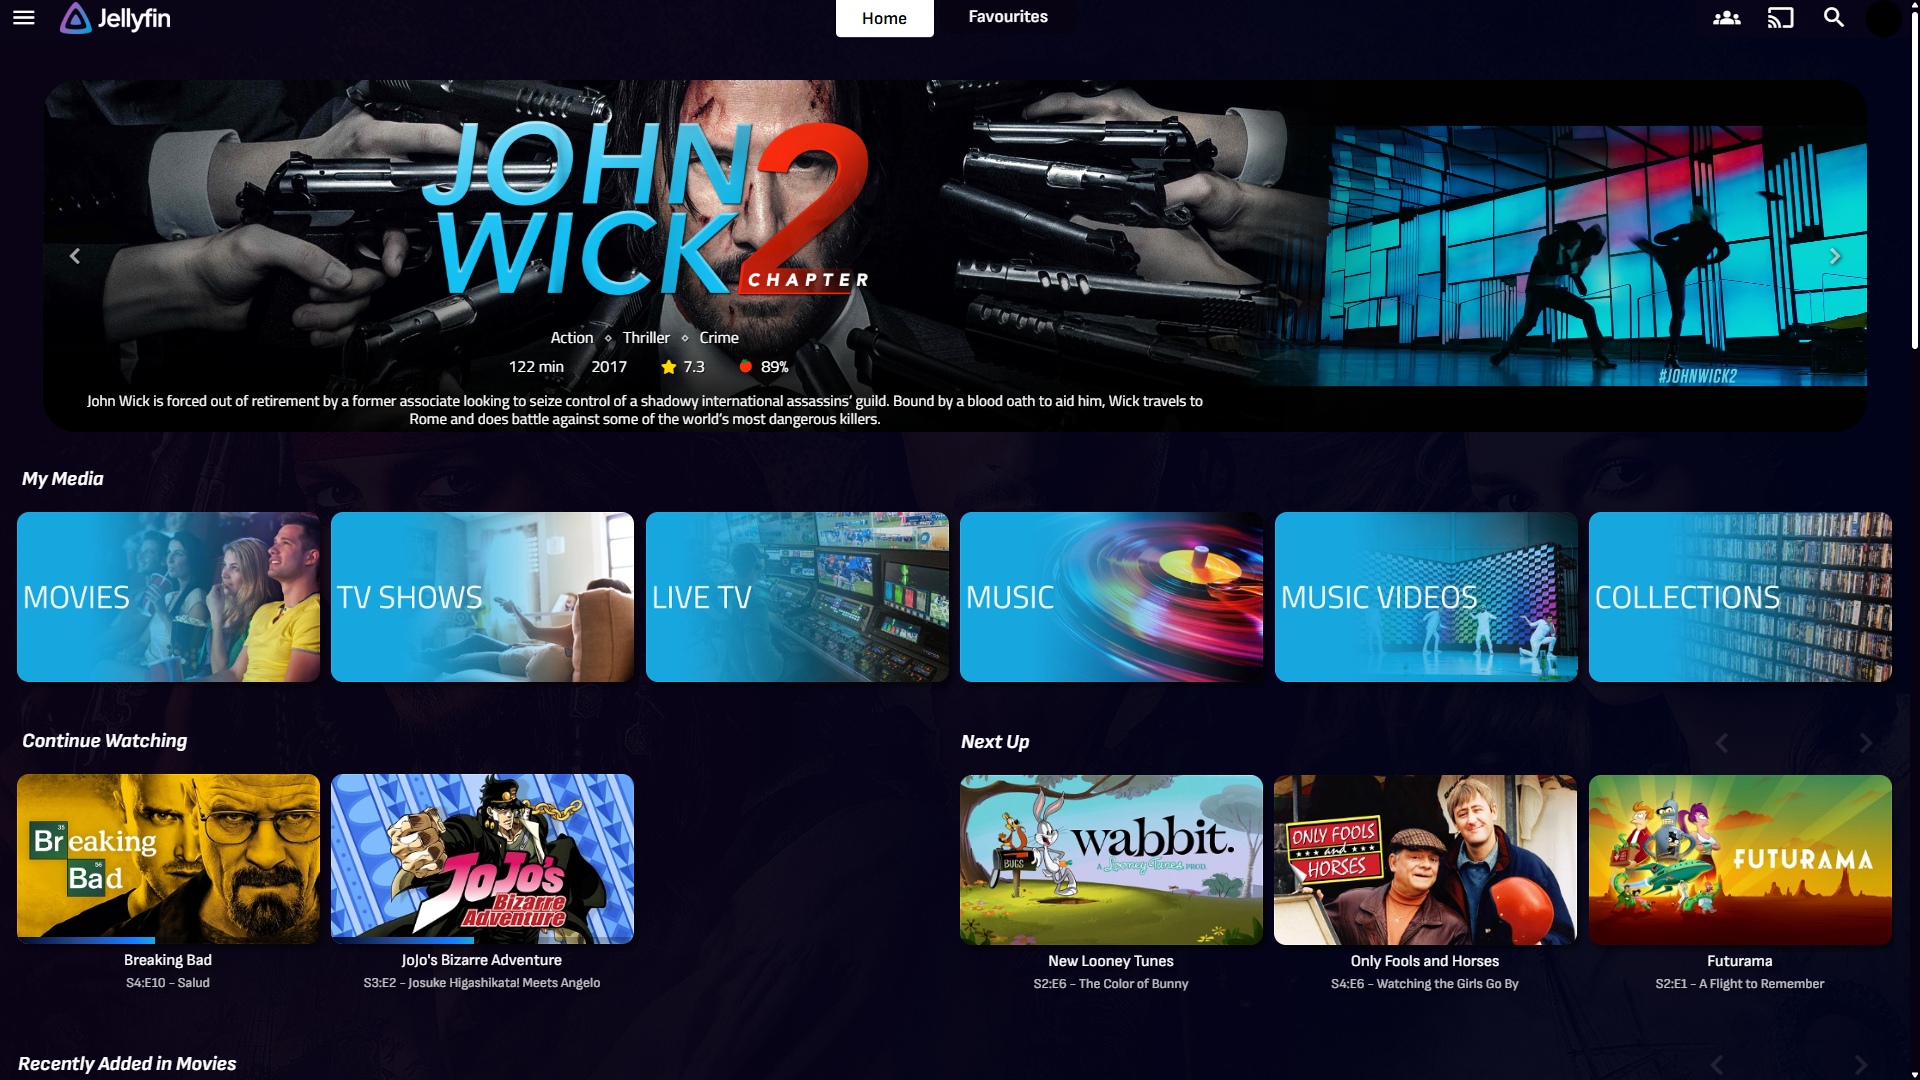 Jellyfin
Home
Favourites
JOHN
WICK 2
CHAPTER
Action ⋄ Thriller ⋄ Crime
122 min 2017 7.3 89%
John Wick is forced out of retirement by a former associate looking to seize control of a shadowy international assassins’ guild. Bound by a blood oath to aid him, Wick travels to
Rome and does battle against some of the world’s most dangerous killers.
#JOHNWICK2
My Media
MOVIES
TV SHOWS
LIVE TV
MUSIC
MUSIC VIDEOS
COLLECTIONS
Continue Watching
35
Breaking
56
Bad
Breaking Bad
S4:E10 - Salud
JoJo's
Bizarre
Adventure
JoJo's Bizarre Adventure
S3:E2 - Josuke Higashikata! Meets Angelo
Next Up
BUGS
wabbit.
A Looney Tunes PROD.
New Looney Tunes
S2:E6 - The Color of Bunny
ONLY FOOLS
and
HORSES
Only Fools and Horses
S4:E6 - Watching the Girls Go By
FUTURAMA
Futurama
S2:E1 - A Flight to Remember
Recently Added in Movies